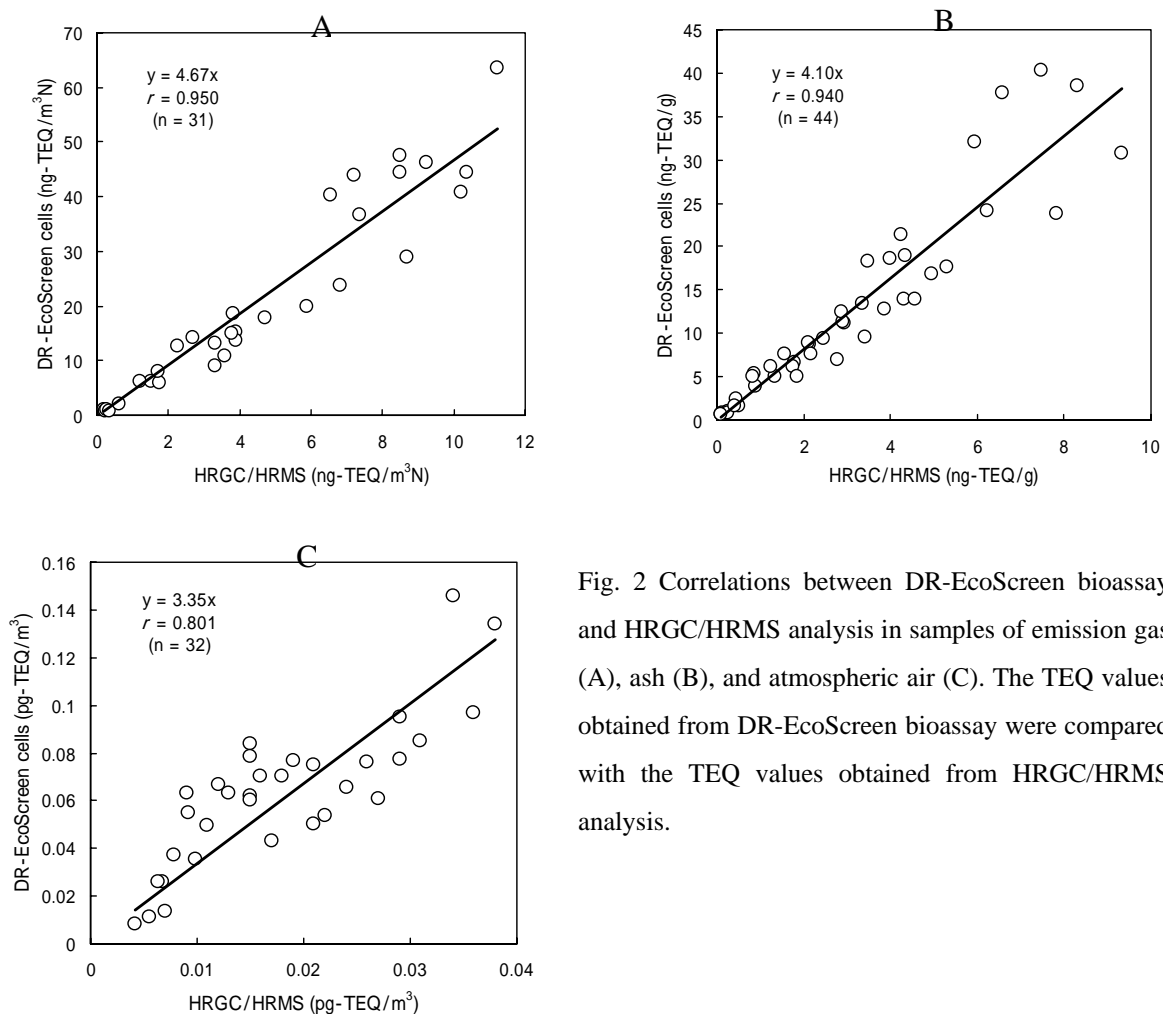 A
70
60
50
40
30
20
10
0
y = 4.67x
r = 0.950
(n = 31)
DR-EcoScreen cells (ng-TEQ/m³N)
0 2 4 6 8 10 12
HRGC/HRMS (ng-TEQ/m³N)
B
45
40
35
30
25
20
15
10
5
0
y = 4.10x
r = 0.940
(n = 44)
DR-EcoScreen cells (ng-TEQ/g)
0 2 4 6 8 10
HRGC/HRMS (ng-TEQ/g)
C
0.16
0.14
0.12
0.1
0.08
0.06
0.04
0.02
0
y = 3.35x
r = 0.801
(n = 32)
DR-EcoScreen cells (pg-TEQ/m³)
0 0.01 0.02 0.03 0.04
HRGC/HRMS (pg-TEQ/m³)
Fig. 2 Correlations between DR-EcoScreen bioassay
and HRGC/HRMS analysis in samples of emission gas
(A), ash (B), and atmospheric air (C). The TEQ values
obtained from DR-EcoScreen bioassay were compared
with the TEQ values obtained from HRGC/HRMS
analysis.